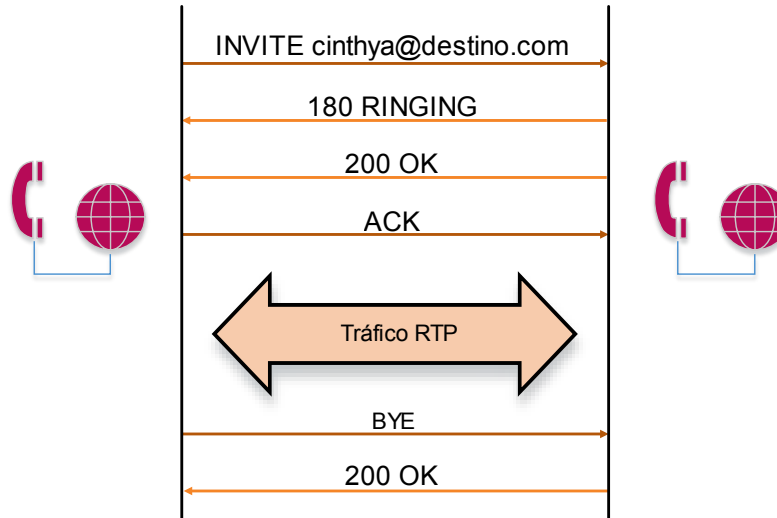 INVITE cinthya@destino.com
180 RINGING
200 OK
ACK
Tráfico RTP
BYE
200 OK